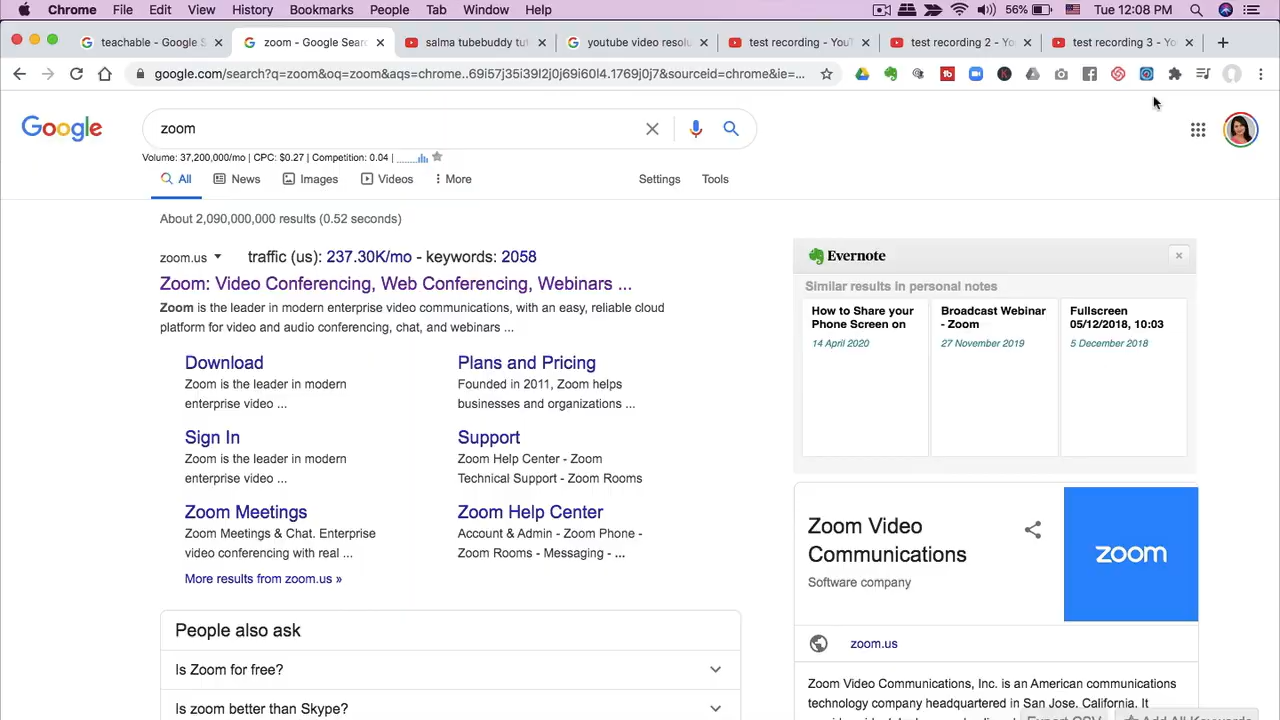 Chrome File Edit View History Bookmarks People Tab Window Help 56% Tue 12:08 PM
teachable - Google S zoom - Google Sear salma tubebuddy tut youtube video resolu test recording - YouT test recording 2 - Yo test recording 3 - Yo
google.com/search?q=zoom&oq=zoom&aqs=chrome..69i57j35i39l2j0j69i60l4.1769j0j7&sourceid=chrome&ie=...
Google
zoom
Volume: 37,200,000/mo | CPC: $0.27 | Competition: 0.04 |
All News Images Videos More Settings Tools
About 2,090,000,000 results (0.52 seconds)
zoom.us traffic (us): 237.30K/mo - keywords: 2058
Zoom: Video Conferencing, Web Conferencing, Webinars ...
Zoom is the leader in modern enterprise video communications, with an easy, reliable cloud
platform for video and audio conferencing, chat, and webinars ...
Download
Zoom is the leader in modern
enterprise video ...
Plans and Pricing
Founded in 2011, Zoom helps
businesses and organizations ...
Sign In
Zoom is the leader in modern
enterprise video ...
Support
Zoom Help Center - Zoom
Technical Support - Zoom Rooms
Zoom Meetings
Zoom Meetings & Chat. Enterprise
video conferencing with real ...
Zoom Help Center
Account & Admin - Zoom Phone -
Zoom Rooms - Messaging - ...
More results from zoom.us »
People also ask
Is Zoom for free?
Is zoom better than Skype?
Evernote
Similar results in personal notes
How to Share your
Phone Screen on
14 April 2020
Broadcast Webinar
- Zoom
27 November 2019
Fullscreen
05/12/2018, 10:03
5 December 2018
Zoom Video
Communications
Software company
zoom
zoom.us
Zoom Video Communications, Inc. is an American communications
technology company headquartered in San Jose, California. It
Export CSV Add All Keywords